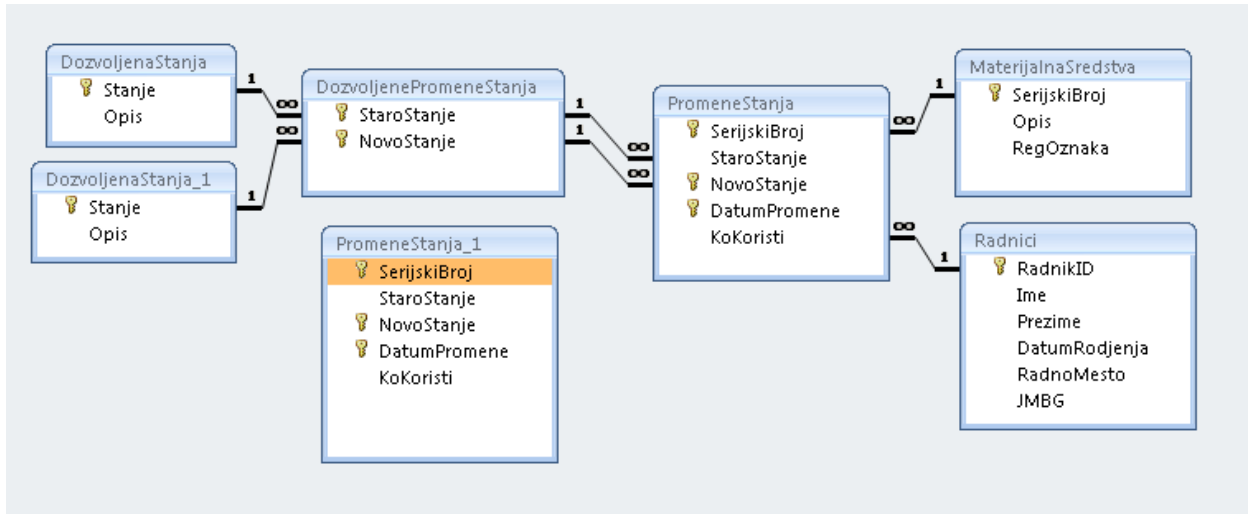 DozvoljenaStanja
Stanje
Opis
DozvoljenaStanja_1
Stanje
Opis
1
∞
∞
1
DozvoljenePromeneStanja
StaroStanje
NovoStanje
1
1
∞
∞
PromeneStanja_1
SerijskiBroj
StaroStanje
NovoStanje
DatumPromene
KoKoristi
PromeneStanja
SerijskiBroj
StaroStanje
NovoStanje
DatumPromene
KoKoristi
∞
1
∞
1
MaterijalnaSredstva
SerijskiBroj
Opis
RegOznaka
Radnici
RadnikID
Ime
Prezime
DatumRodjenja
RadnoMesto
JMBG